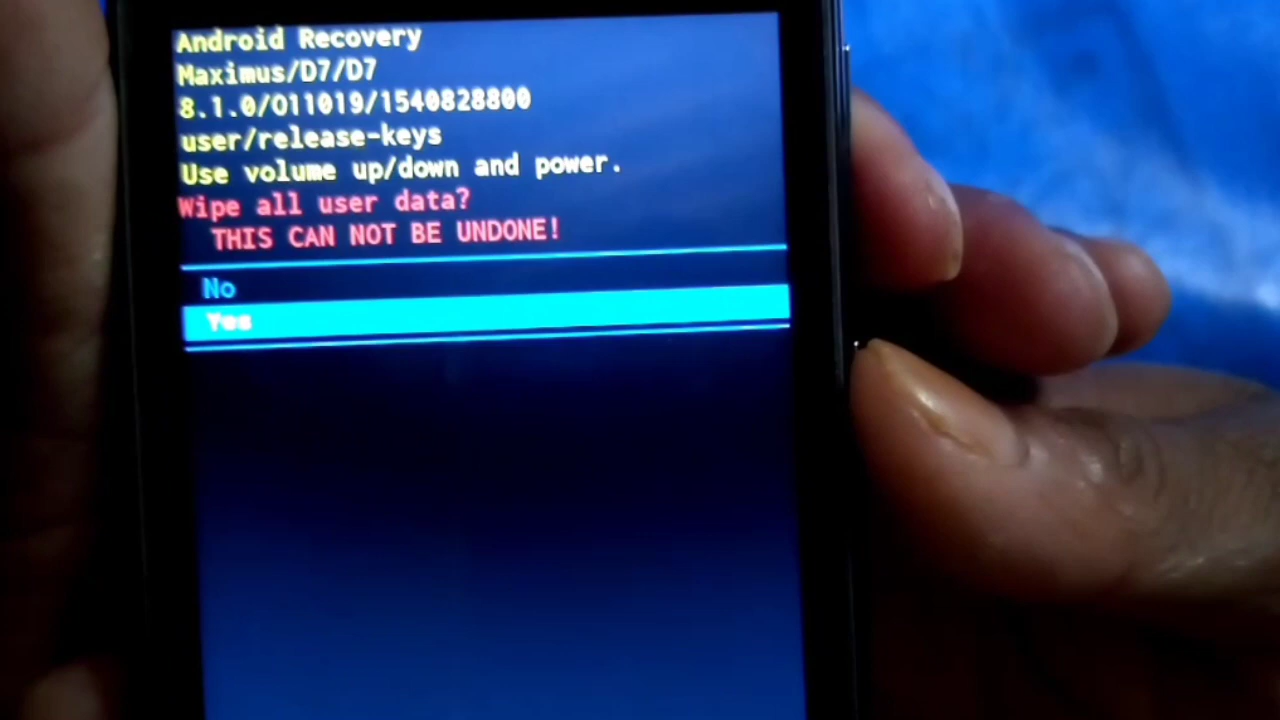 Android Recovery
Maximus/D7/D7
8.1.0/O11019/1540828800
user/release-keys
Use volume up/down and power.
Wipe all user data?
THIS CAN NOT BE UNDONE!
No
Yes